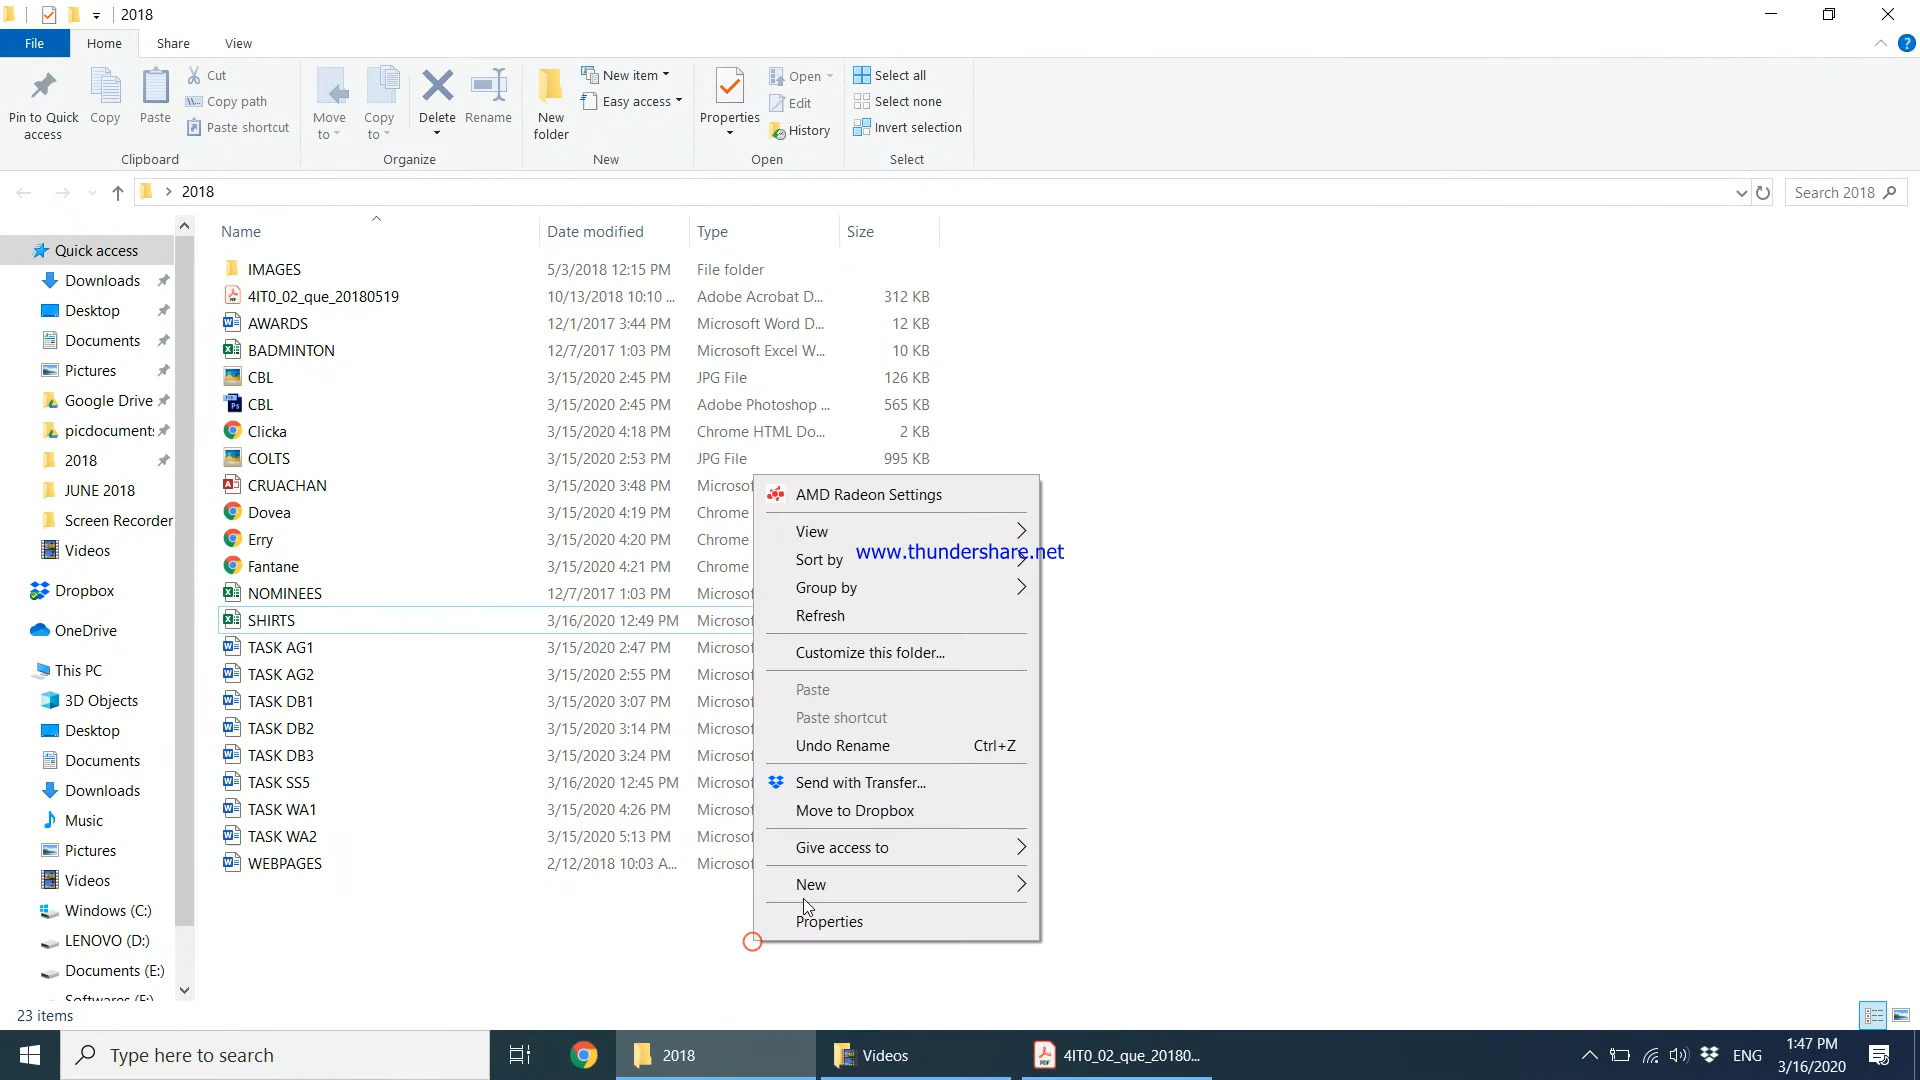 2018
File Home Share View
Pin to Quick access
Copy
Paste
Cut
Copy path
Paste shortcut
Clipboard
Move to
Copy to
Delete
Rename
Organize
New folder
New item
Easy access
New
Properties
Open
Edit
History
Open
Select all
Select none
Invert selection
Select
2018
Search 2018
Name Date modified Type Size
Quick access
Downloads
Desktop
Documents
Pictures
Google Drive
picdocument
2018
JUNE 2018
Screen Recorder
Videos
Dropbox
OneDrive
This PC
3D Objects
Desktop
Documents
Downloads
Music
Pictures
Videos
Windows (C:)
LENOVO (D:)
Documents (E:)
Softwares (F:)
IMAGES 5/3/2018 12:15 PM File folder
4IT0_02_que_20180519 10/13/2018 10:10 ... Adobe Acrobat D... 312 KB
AWARDS 12/1/2017 3:44 PM Microsoft Word D... 12 KB
BADMINTON 12/7/2017 1:03 PM Microsoft Excel W... 10 KB
CBL 3/15/2020 2:45 PM JPG File 126 KB
CBL 3/15/2020 2:45 PM Adobe Photoshop ... 565 KB
Clicka 3/15/2020 4:18 PM Chrome HTML Do... 2 KB
COLTS 3/15/2020 2:53 PM JPG File 995 KB
CRUACHAN 3/15/2020 3:48 PM Microsof
Dovea 3/15/2020 4:19 PM Chrome
Erry 3/15/2020 4:20 PM Chrome
Fantane 3/15/2020 4:21 PM Chrome
NOMINEES 12/7/2017 1:03 PM Microsof
SHIRTS 3/16/2020 12:49 PM Microsof
TASK AG1 3/15/2020 2:47 PM Microsof
TASK AG2 3/15/2020 2:55 PM Microsof
TASK DB1 3/15/2020 3:07 PM Microsof
TASK DB2 3/15/2020 3:14 PM Microsof
TASK DB3 3/15/2020 3:24 PM Microsof
TASK SS5 3/16/2020 12:45 PM Microsof
TASK WA1 3/15/2020 4:26 PM Microsof
TASK WA2 3/15/2020 5:13 PM Microsof
WEBPAGES 2/12/2018 10:03 A... Microsof
AMD Radeon Settings
View
www.thundershare.net
Sort by
Group by
Refresh
Customize this folder...
Paste
Paste shortcut
Undo Rename Ctrl+Z
Send with Transfer...
Move to Dropbox
Give access to
New
Properties
23 items
Type here to search
2018
Videos
4IT0_02_que_20180...
ENG
1:47 PM
3/16/2020